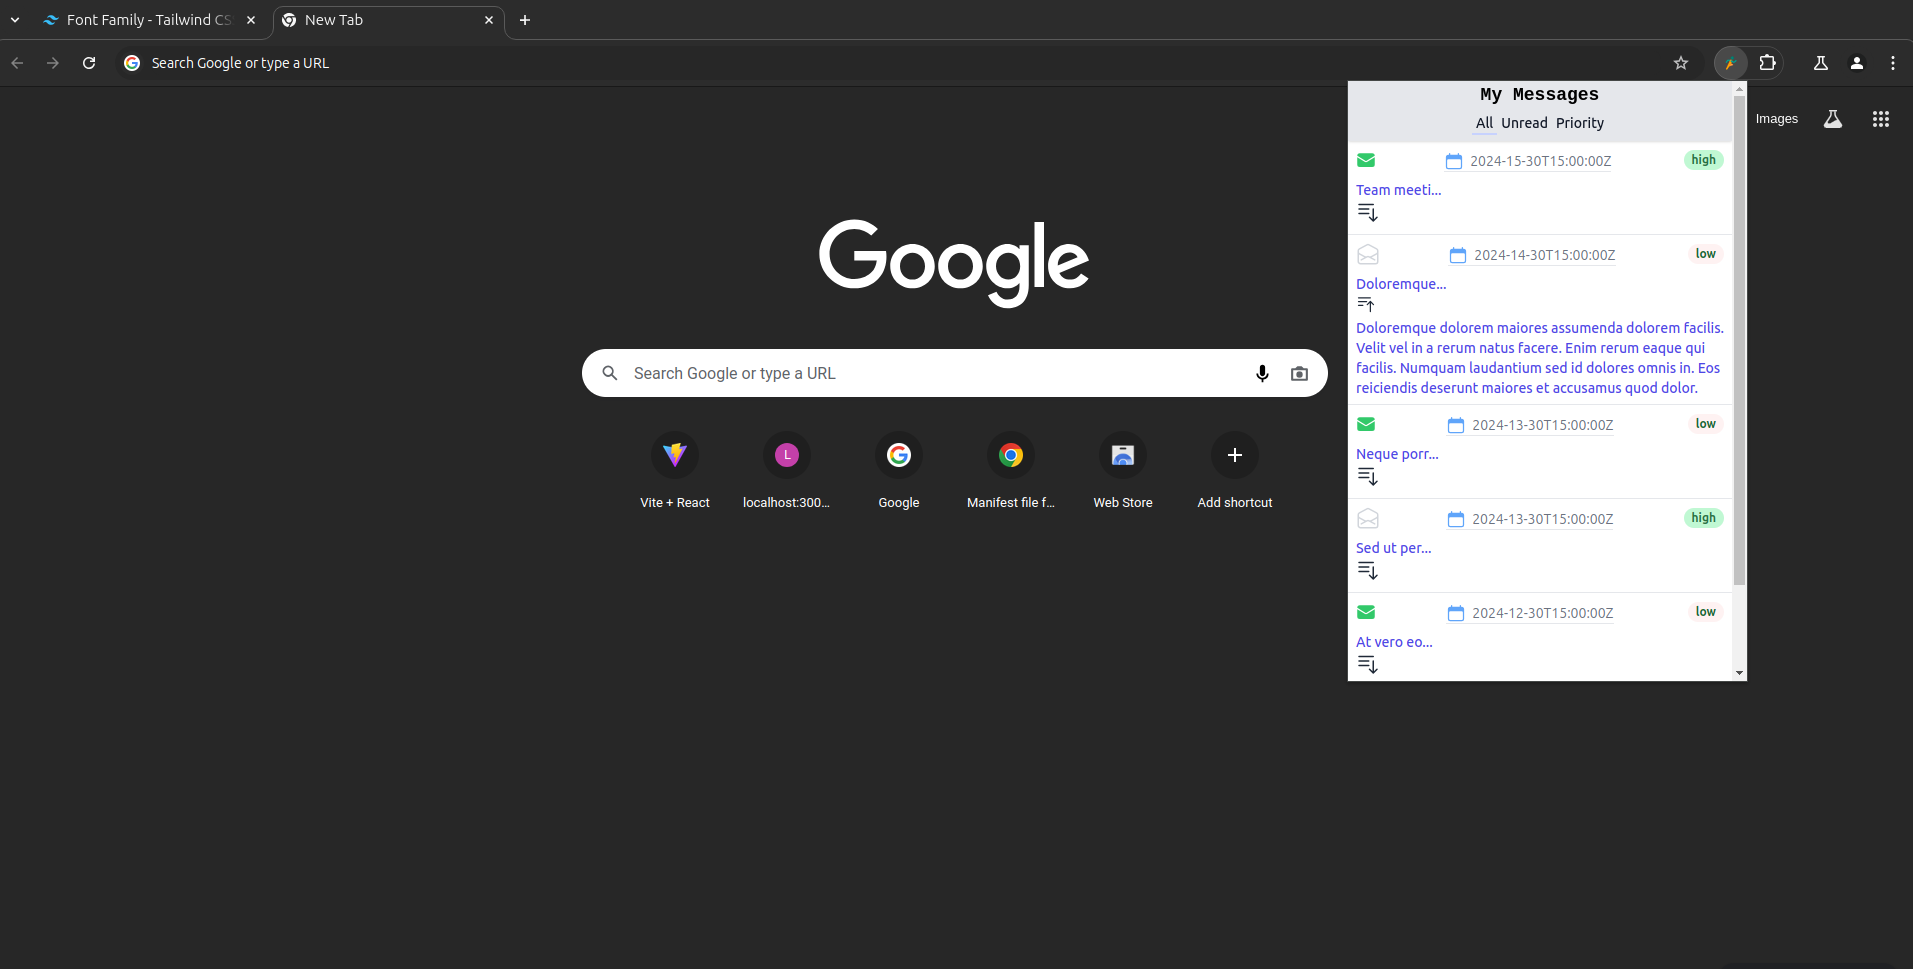 Font Family - Tailwind CS
New Tab
Search Google or type a URL
Images
Google
Search Google or type a URL
Vite + React
L
localhost:300...
Google
Manifest file f...
Web Store
Add shortcut
My Messages
All Unread Priority
2024-15-30T15:00:00Z high
Team meeti...
2024-14-30T15:00:00Z low
Doloremque...
Doloremque dolorem maiores assumenda dolorem facilis.
Velit vel in a rerum natus facere. Enim rerum eaque qui
facilis. Numquam laudantium sed id dolores omnis in. Eos
reiciendis deserunt maiores et accusamus quod dolor.
2024-13-30T15:00:00Z low
Neque porr...
2024-13-30T15:00:00Z high
Sed ut per...
2024-12-30T15:00:00Z low
At vero eo...